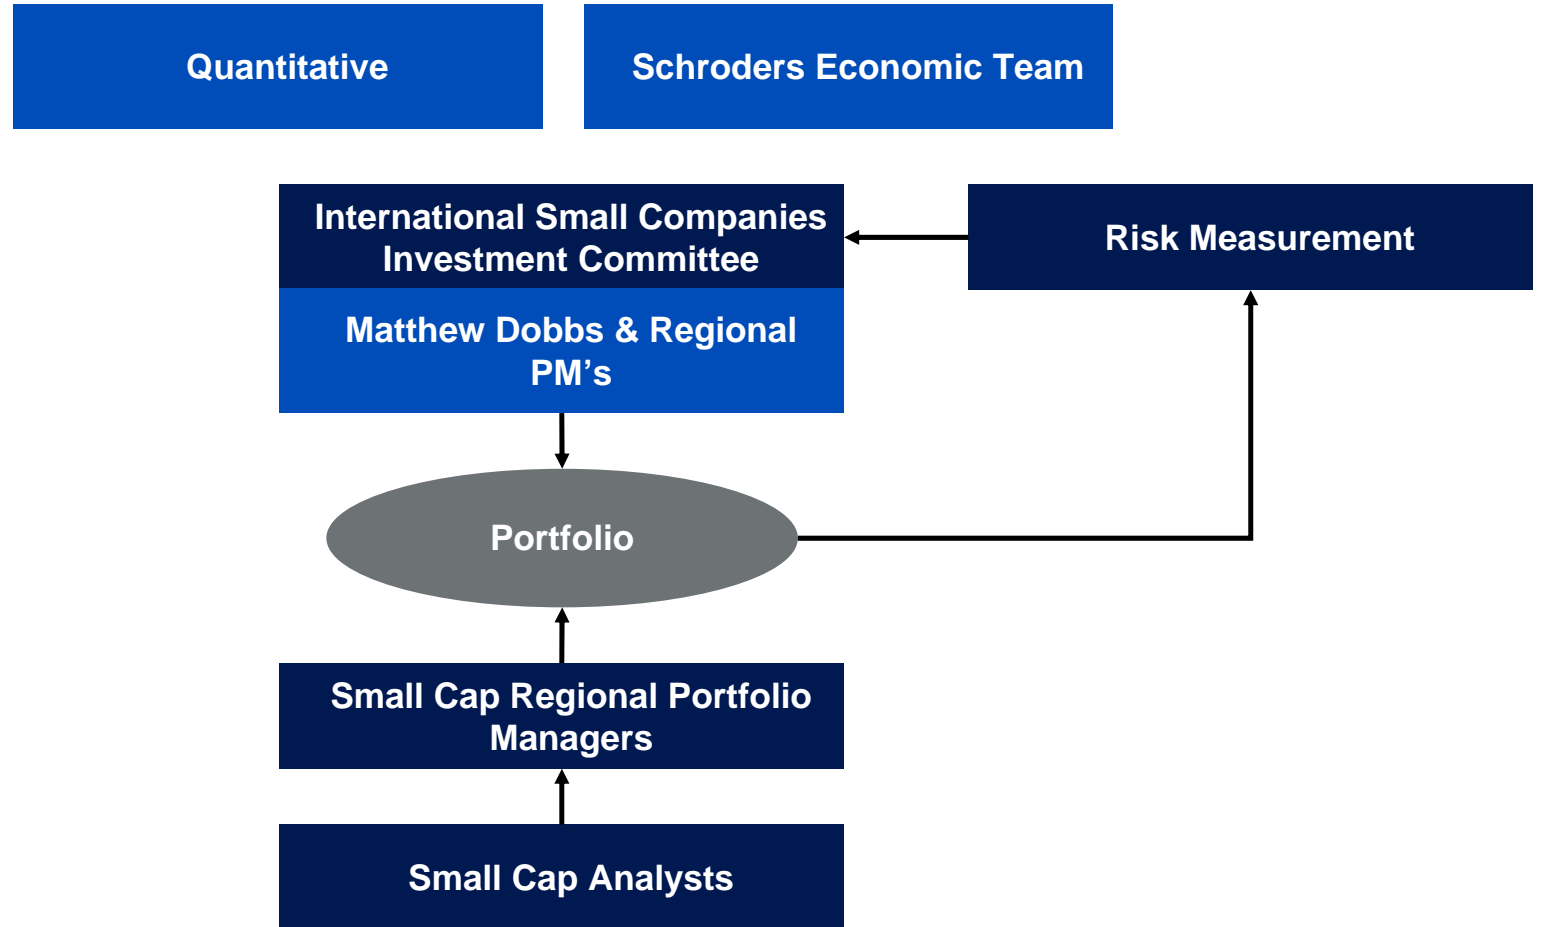 Quantitative
Schroders Economic Team
International Small Companies
Investment Committee
Risk Measurement
Matthew Dobbs & Regional
PM’s
Portfolio
Small Cap Regional Portfolio
Managers
Small Cap Analysts